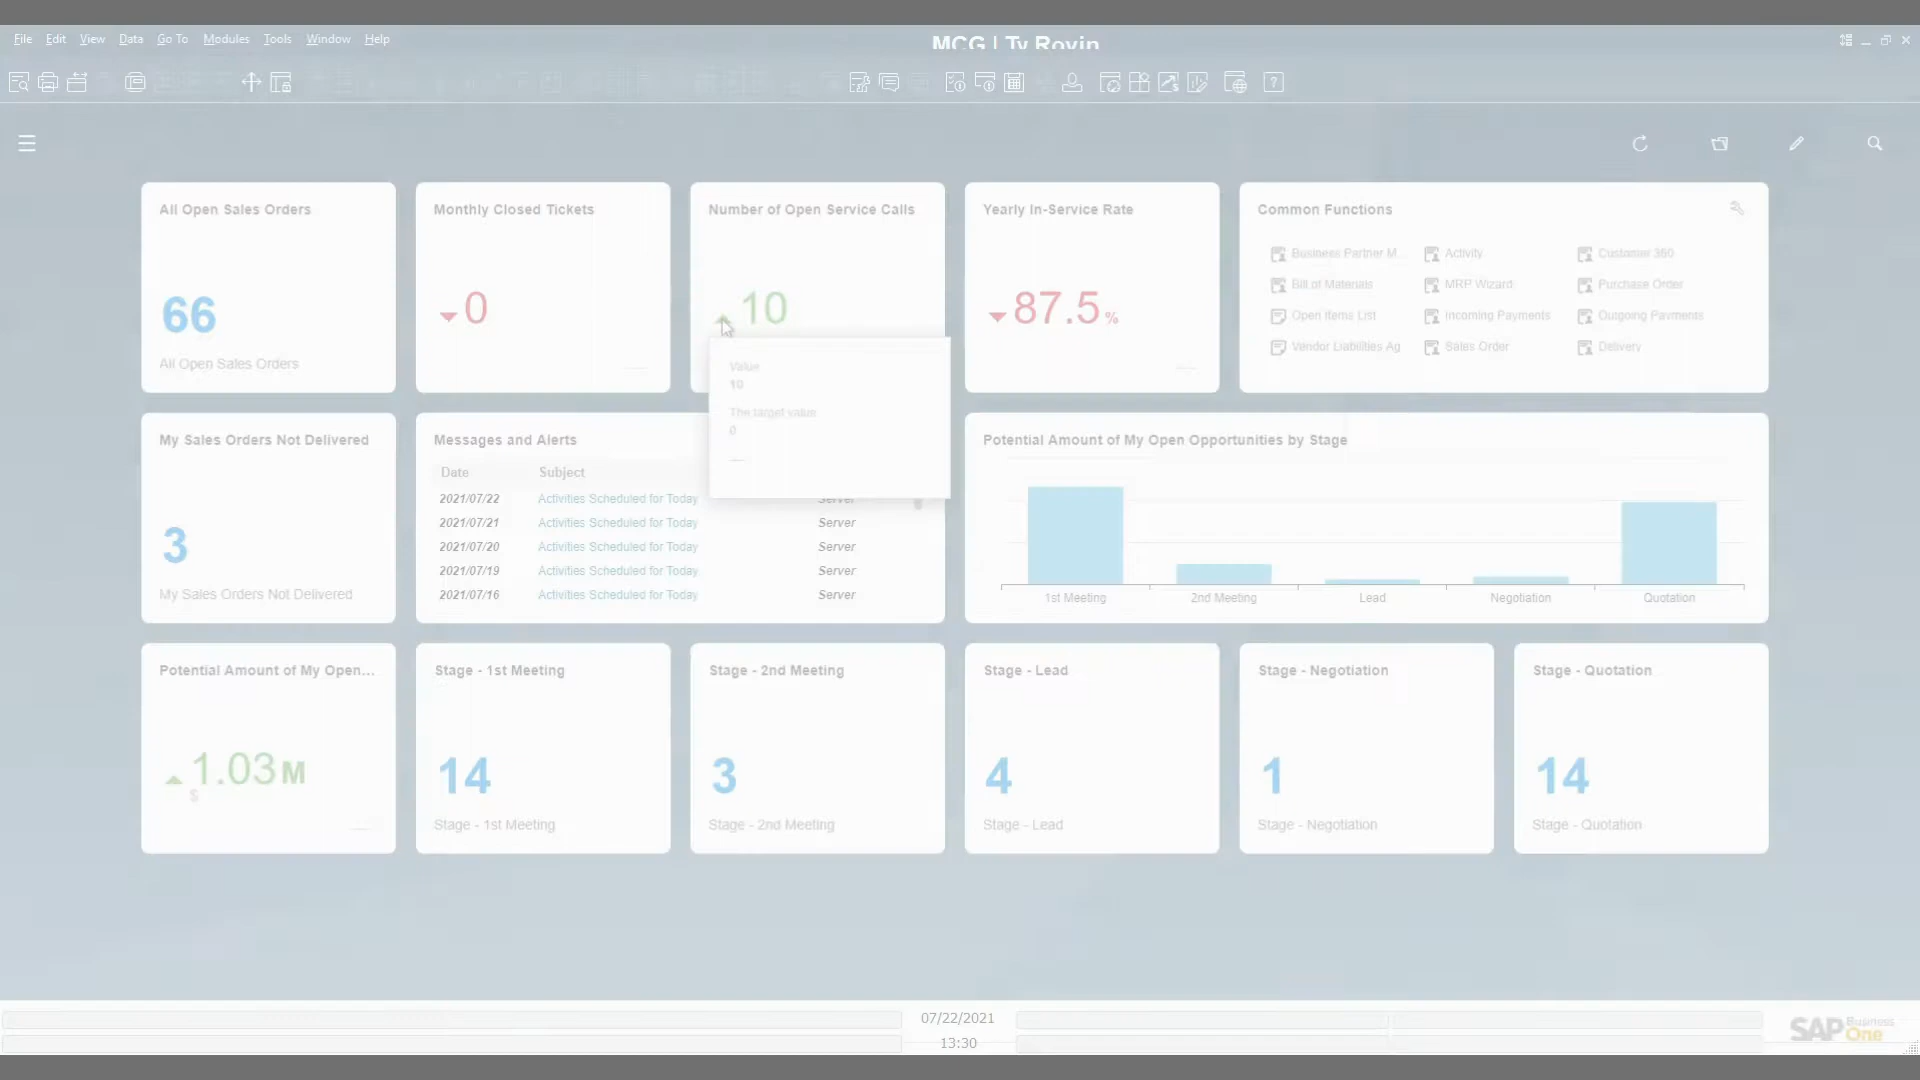 File Edit View Data Go To Modules Tools Window Help
MCG | Ty Rovin
All Open Sales Orders
66
All Open Sales Orders
Monthly Closed Tickets
0
Number of Open Service Calls
10
Value
10
The target value
0
Yearly In-Service Rate
87.5 %
Common Functions
Business Partner M... Activity Customer 360
Bill of Materials MRP Wizard Purchase Order
Open Items List Incoming Payments Outgoing Payments
Vendor Liabilities Ag Sales Order Delivery
My Sales Orders Not Delivered
3
My Sales Orders Not Delivered
Messages and Alerts
Date Subject
2021/07/22 Activities Scheduled for Today Server
2021/07/21 Activities Scheduled for Today Server
2021/07/20 Activities Scheduled for Today Server
2021/07/19 Activities Scheduled for Today Server
2021/07/16 Activities Scheduled for Today Server
Potential Amount of My Open Opportunities by Stage
1st Meeting 2nd Meeting Lead Negotiation Quotation
Potential Amount of My Open...
1.03 M
$
Stage - 1st Meeting
14
Stage - 1st Meeting
Stage - 2nd Meeting
3
Stage - 2nd Meeting
Stage - Lead
4
Stage - Lead
Stage - Negotiation
1
Stage - Negotiation
Stage - Quotation
14
Stage - Quotation
07/22/2021
13:30
SAP Business One